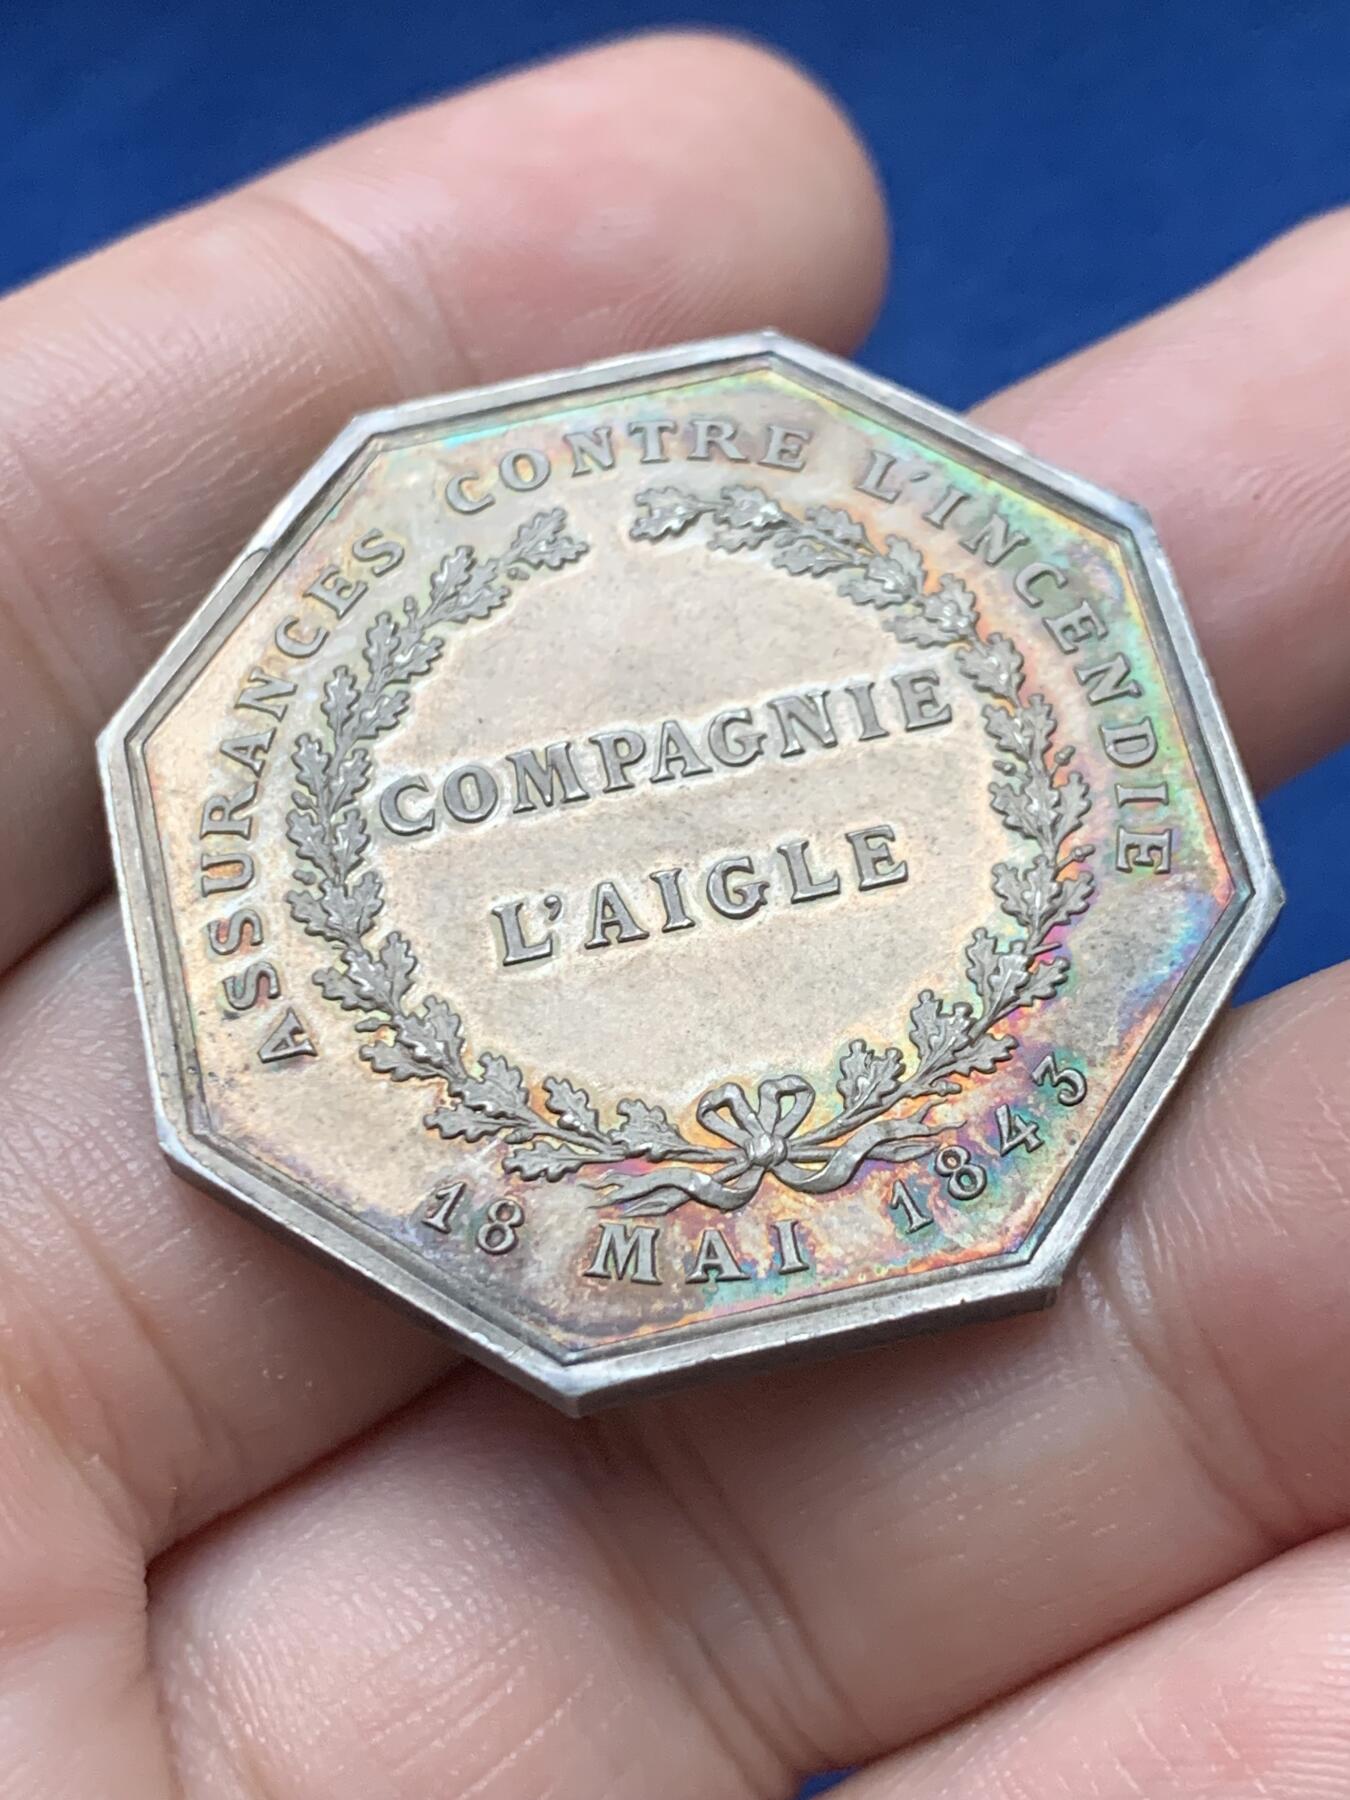 ASSURANCES CONTRE L'INCENDIE
COMPAGNIE
L'AIGLE
18 MAI 1843